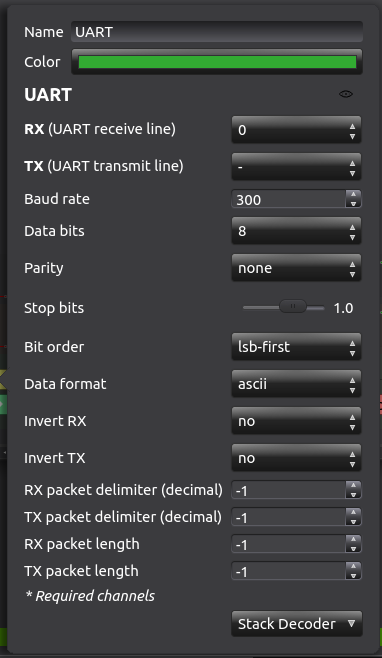 Name UART
Color
UART
RX (UART receive line) 0
TX (UART transmit line) -
Baud rate 300
Data bits 8
Parity none
Stop bits 1.0
Bit order lsb-first
Data format ascii
Invert RX no
Invert TX no
RX packet delimiter (decimal) -1
TX packet delimiter (decimal) -1
RX packet length -1
TX packet length -1
* Required channels
Stack Decoder